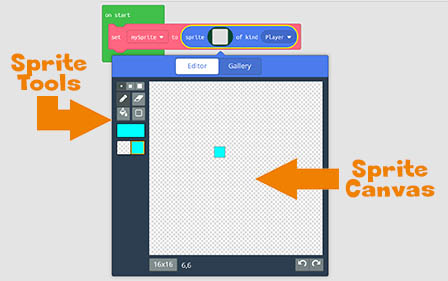 on start
set mySprite to sprite of kind Player
Editor Gallery
Sprite
Tools
Sprite
Canvas
16x16 6,6